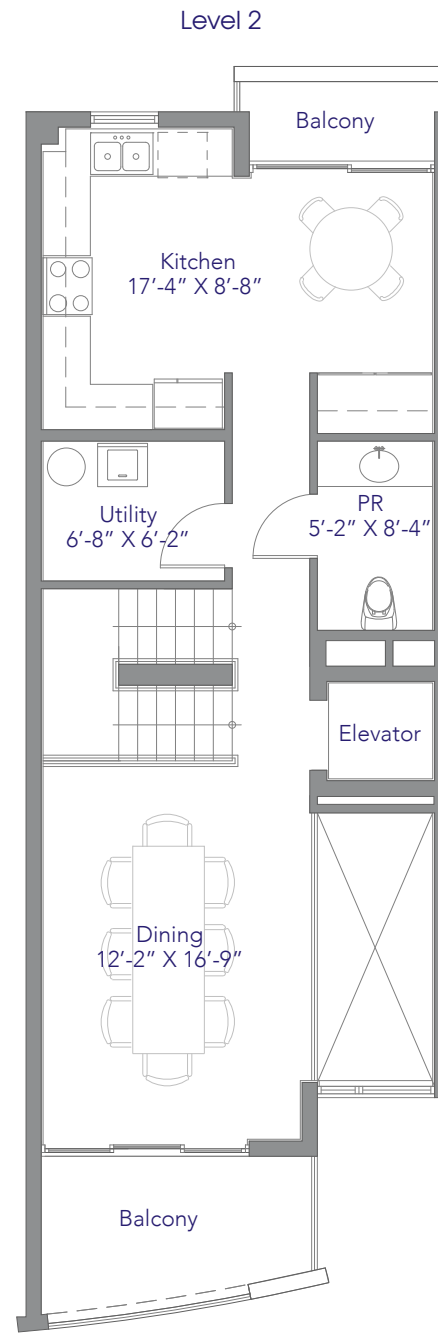 Level 2
Balcony
Kitchen
17'-4” X 8'-8”
Utility
6'-8” X 6'-2”
PR
5'-2” X 8'-4”
Elevator
Dining
12'-2” X 16'-9”
Balcony